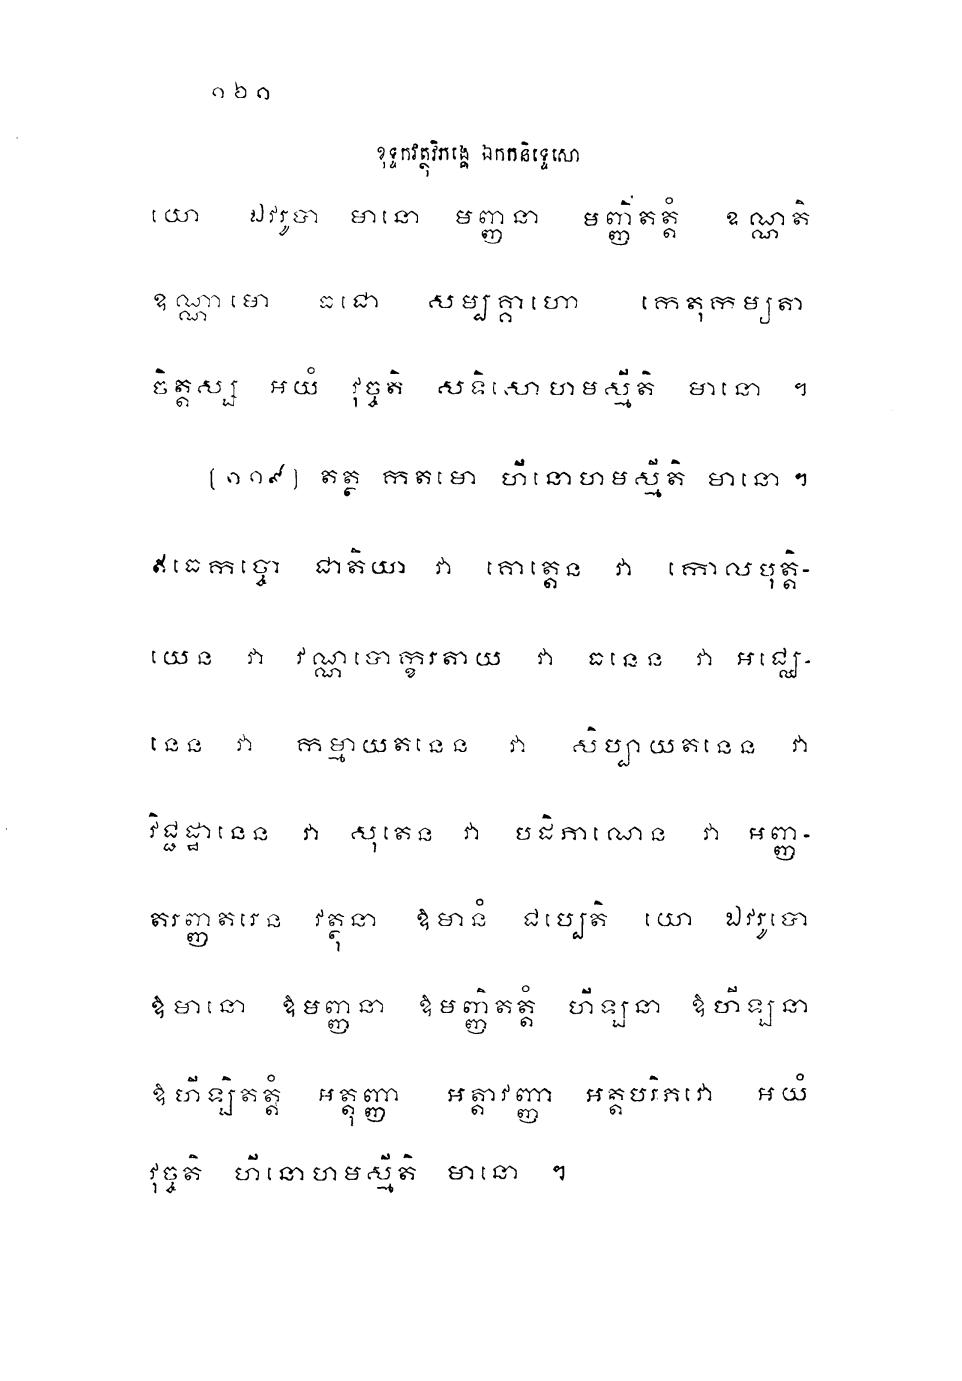 ១៦១
ខុទ្ទកវត្ថុវិភង្គេ ឯកកនិទ្ទេសោ
យោ ឯវរូបា មានោ មញ្ញនា មញ្ញិតត្តំ ឧណ្ណតិ
ឧណ្ណាមោ ធជោ សម្បគ្គាហោ កេតុកម្យតា
ចិត្តស្ស អយំ វុច្ចតិ សទិសោហមស្មីតិ មានោ ។
(១១៩) តត្ថ កតមោ ហីនោហមស្មីតិ មានោ ។
ឥធេកច្ចោ ជាតិយា វា គោត្តេន វា កោលបុត្តិ-
យេន វា វណ្ណបោក្ខរតាយ វា ធនេន វា អជ្ឈេ-
នេន វា កម្មាយតនេន វា សិប្បាយតនេន វា
វិជ្ជដ្ឋានេន វា សុតេន វា បដិភាណេន វា អញ្ញ-
តរញ្ញតរេន វត្ថុនា ឱមានំ ជប្បេតិ យោ ឯវរូបោ
ឱមានោ ឱមញ្ញនា ឱមញ្ញិតត្តំ ហីឡនា ឱហីឡនា
ឱហីឡិតត្តំ អត្តុញ្ញា អត្តាវញ្ញា អត្តបរិភវោ អយំ
វុច្ចតិ ហីនោហមស្មីតិ មានោ ។